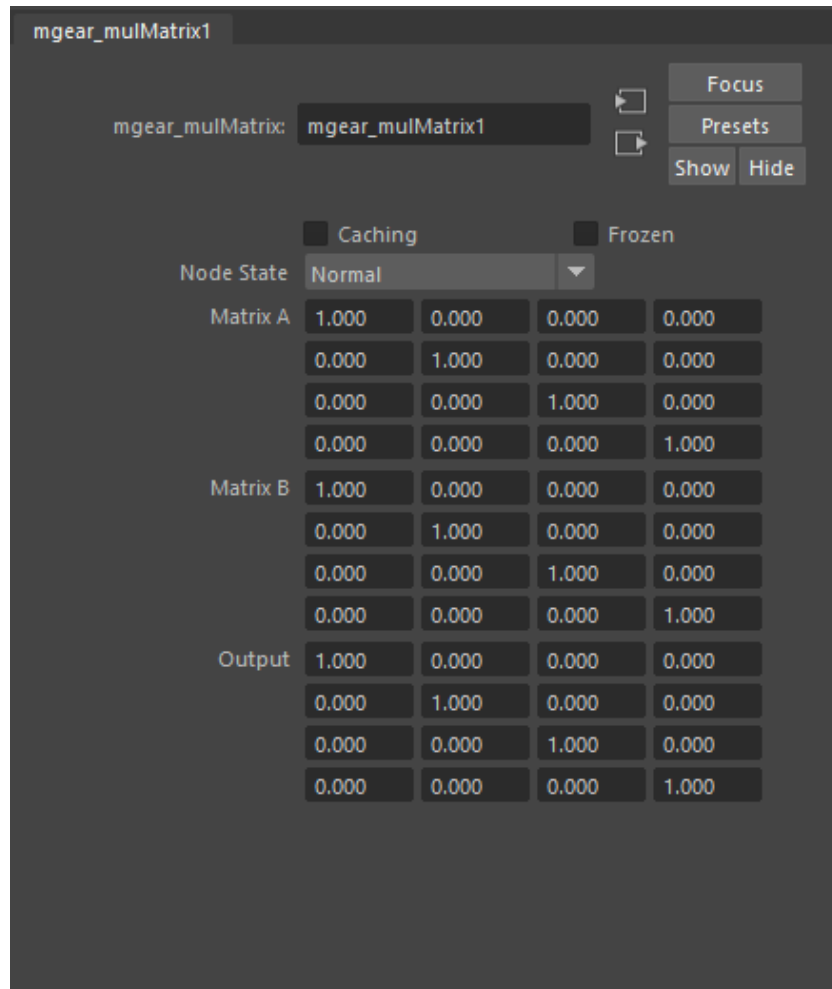 mgear_mulMatrix1
Focus
mgear_mulMatrix: mgear_mulMatrix1
Presets
Show Hide
Caching Frozen
Node State Normal
Matrix A 1.000 0.000 0.000 0.000
0.000 1.000 0.000 0.000
0.000 0.000 1.000 0.000
0.000 0.000 0.000 1.000
Matrix B 1.000 0.000 0.000 0.000
0.000 1.000 0.000 0.000
0.000 0.000 1.000 0.000
0.000 0.000 0.000 1.000
Output 1.000 0.000 0.000 0.000
0.000 1.000 0.000 0.000
0.000 0.000 1.000 0.000
0.000 0.000 0.000 1.000